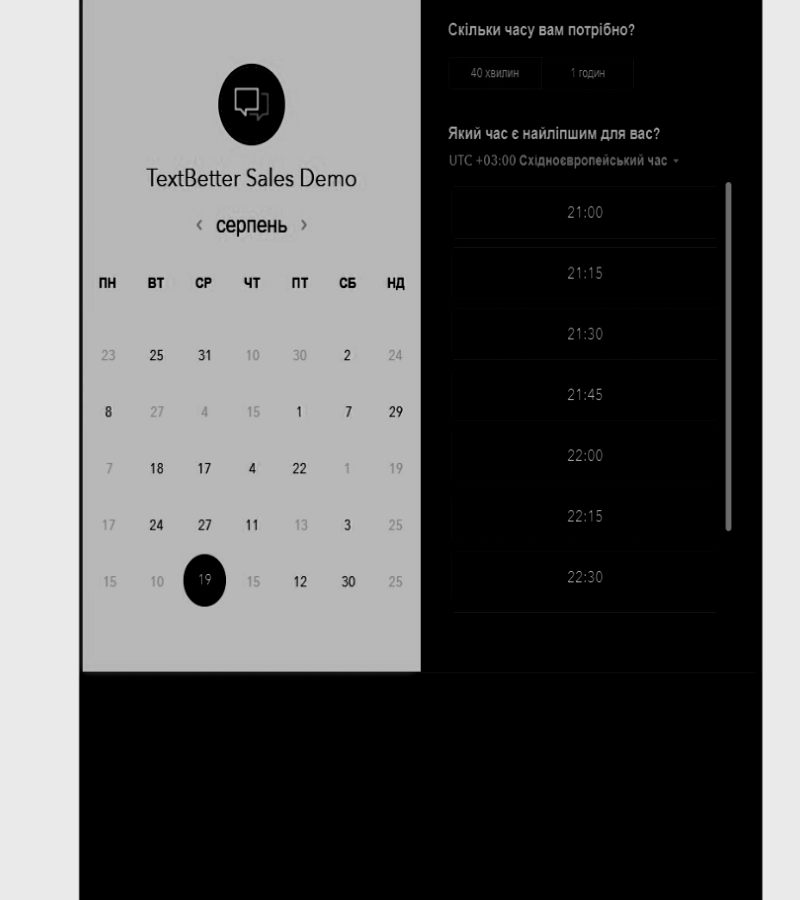 TextBetter Sales Demo
‹ серпень ›
ПН ВТ СР ЧТ ПТ СБ НД
23 25 31 10 30 2 24
8 27 4 15 1 7 29
7 18 17 4 22 1 19
17 24 27 11 13 3 25
15 10 19 15 12 30 25
Скільки часу вам потрібно?
40 хвилин 1 годин
Який час є найліпшим для вас?
UTC +03:00 Східноєвропейський час
21:00
21:15
21:30
21:45
22:00
22:15
22:30